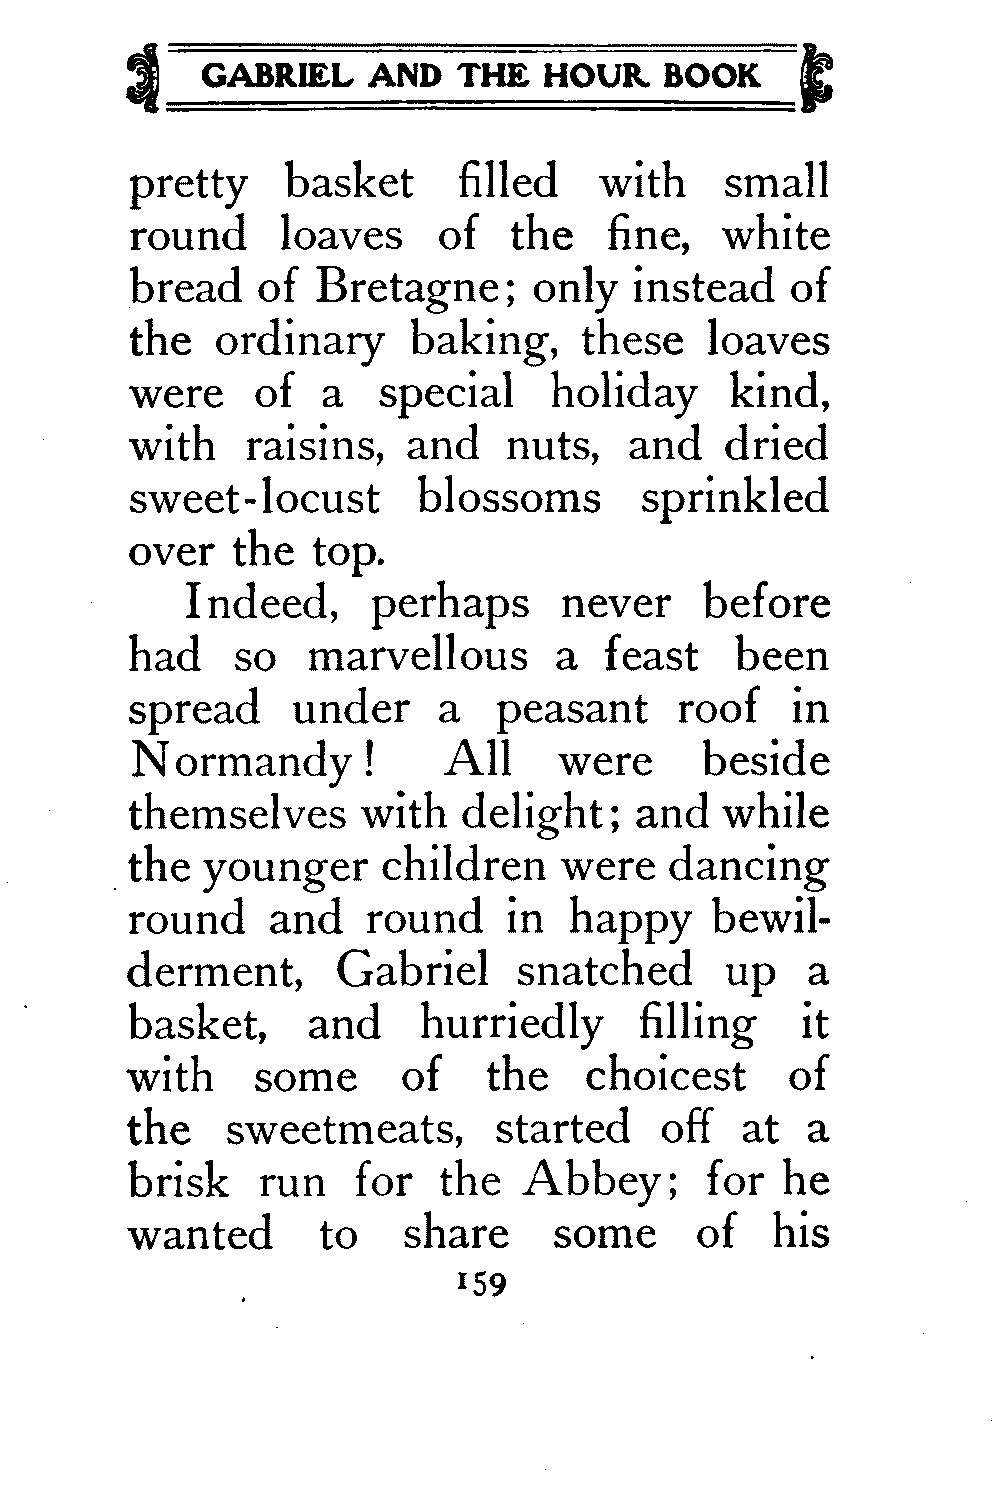 GABRIEL AND THE HOUR BOOK
pretty basket filled with small
round loaves of the fine, white
bread of Bretagne; only instead of
the ordinary baking, these loaves
were of a special holiday kind,
with raisins, and nuts, and dried
sweet-locust blossoms sprinkled
over the top.
Indeed, perhaps never before
had so marvellous a feast been
spread under a peasant roof in
Normandy! All were beside
themselves with delight; and while
the younger children were dancing
round and round in happy bewil-
derment, Gabriel snatched up a
basket, and hurriedly filling it
with some of the choicest of
the sweetmeats, started off at a
brisk run for the Abbey; for he
wanted to share some of his
159